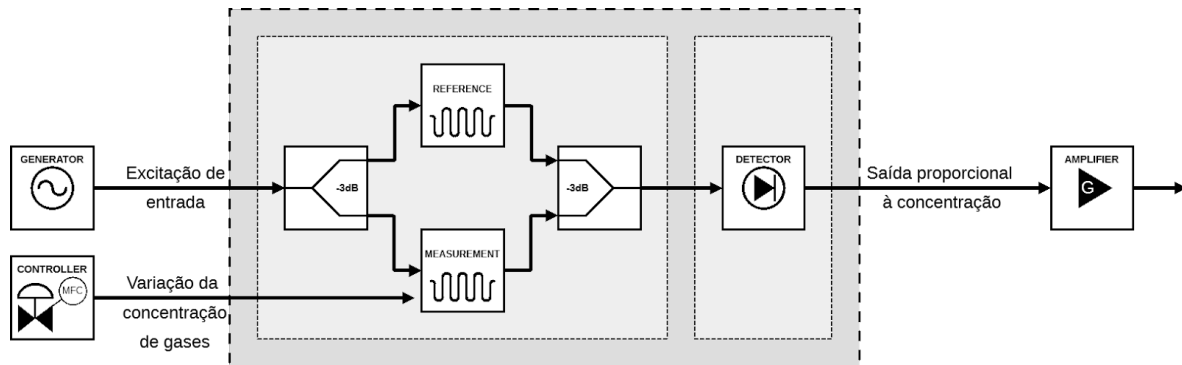 REFERENCE
GENERATOR
Excitação de
entrada
-3dB
-3dB
DETECTOR
Saída proporcional
à concentração
AMPLIFIER
G
MEASUREMENT
CONTROLLER
MFC
Variação da
concentração
de gases